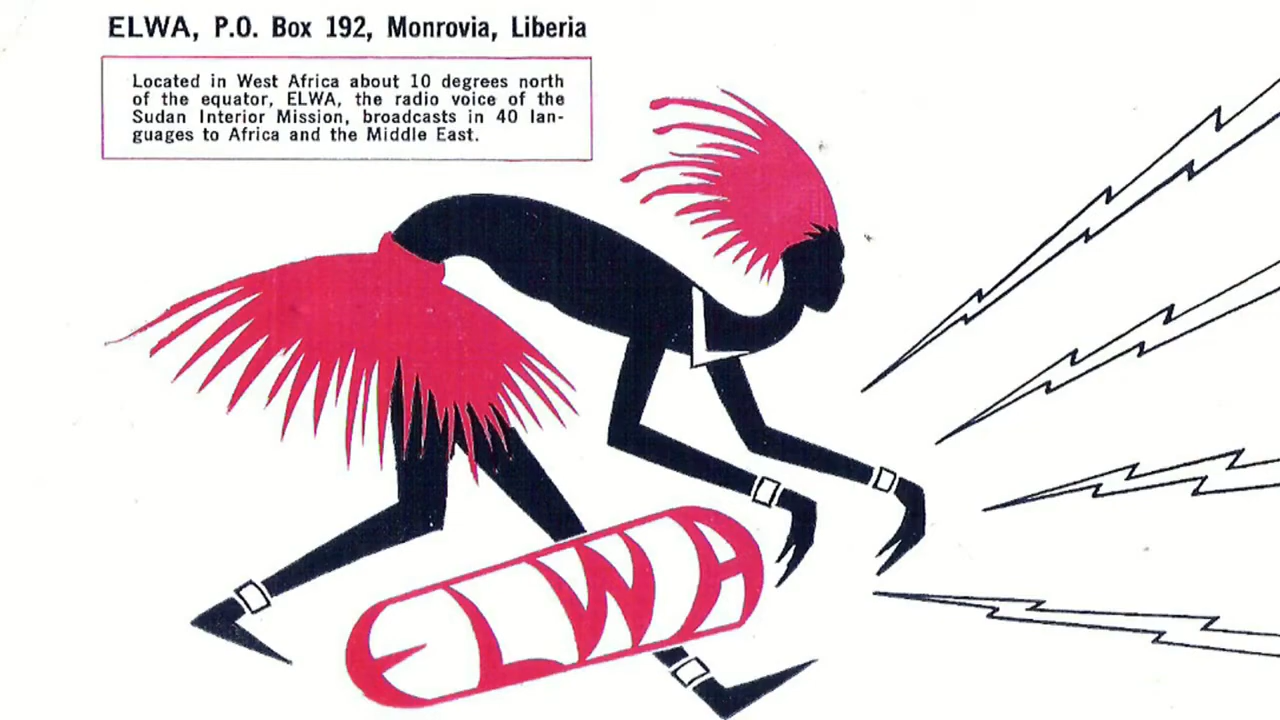 ELWA, P.O. Box 192, Monrovia, Liberia
Located in West Africa about 10 degrees north
of the equator, ELWA, the radio voice of the
Sudan Interior Mission, broadcasts in 40 lan-
guages to Africa and the Middle East.
ELWA